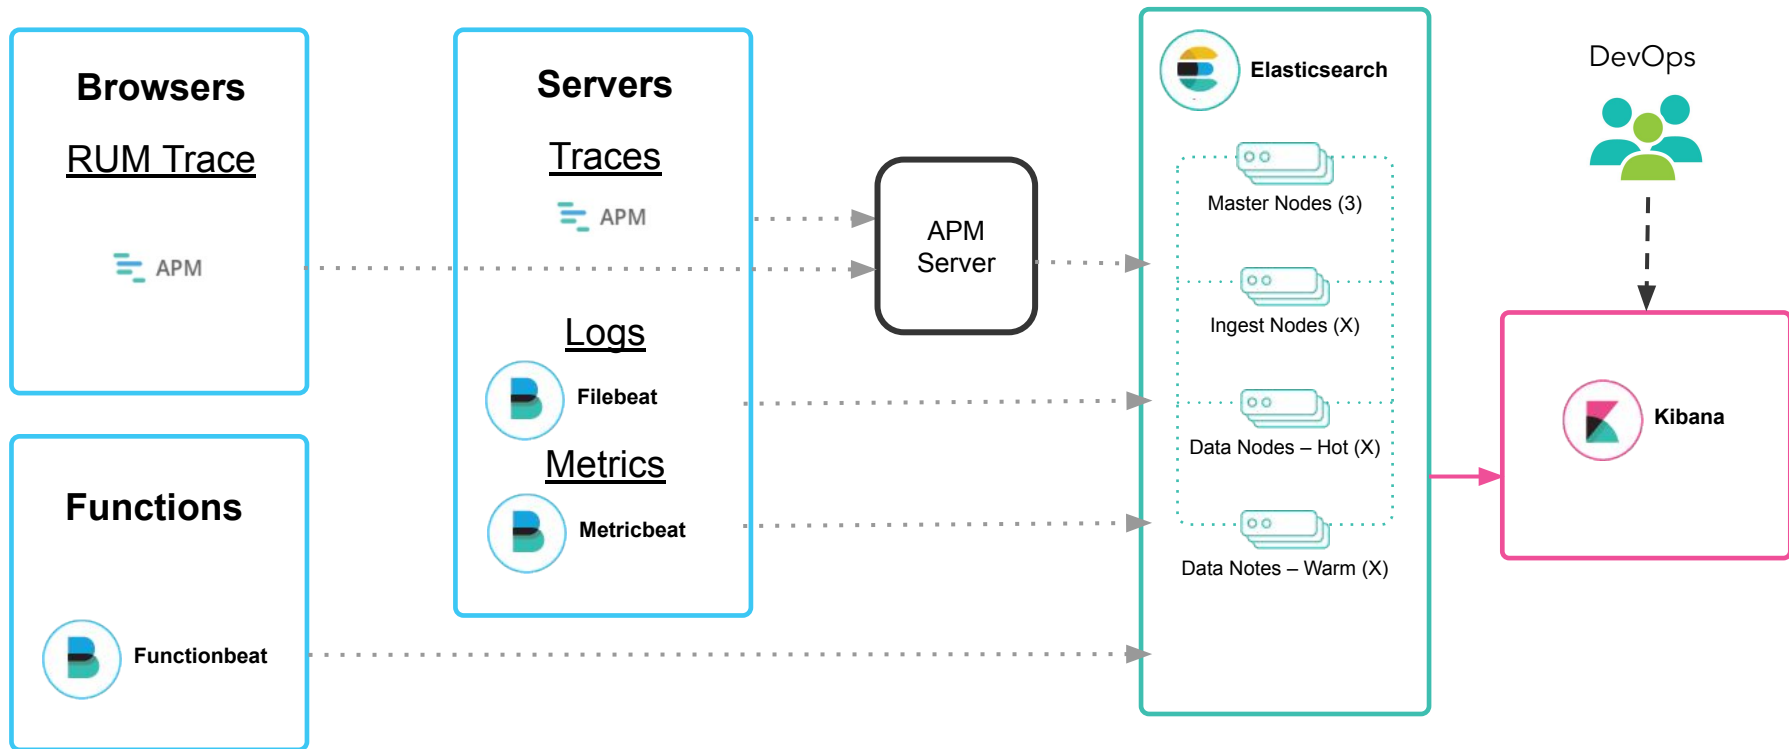 Browsers
RUM Trace
APM
Functions
Functionbeat
Servers
Traces
APM
Logs
Filebeat
Metrics
Metricbeat
APM
Server
Elasticsearch
Master Nodes (3)
Ingest Nodes (X)
Data Nodes – Hot (X)
Data Notes – Warm (X)
DevOps
Kibana